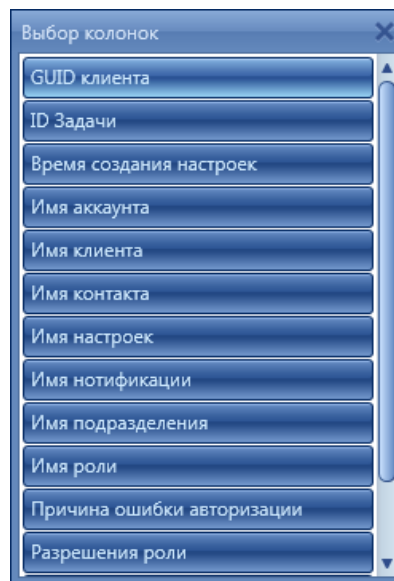 Выбор колонок
GUID клиента
ID Задачи
Время создания настроек
Имя аккаунта
Имя клиента
Имя контакта
Имя настроек
Имя нотификации
Имя подразделения
Имя роли
Причина ошибки авторизации
Разрешения роли